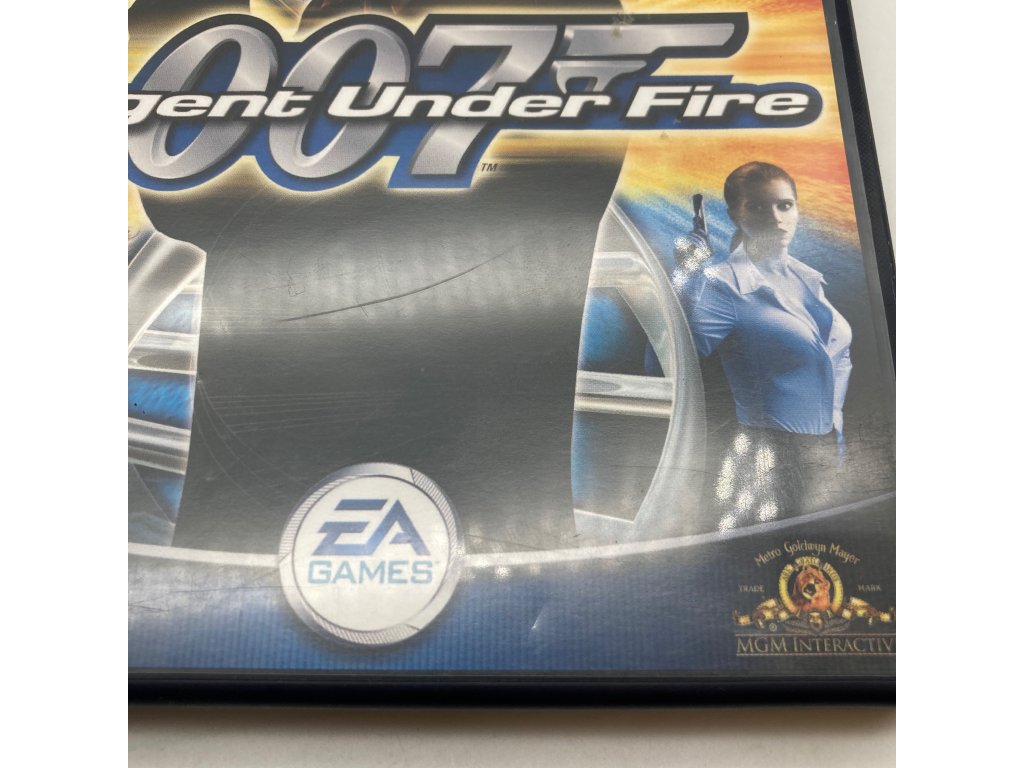 007
gent Under Fire
TM
EA
GAMES
Metro Goldwyn Mayer
TRADE MARK
®
MGM INTERACTIV